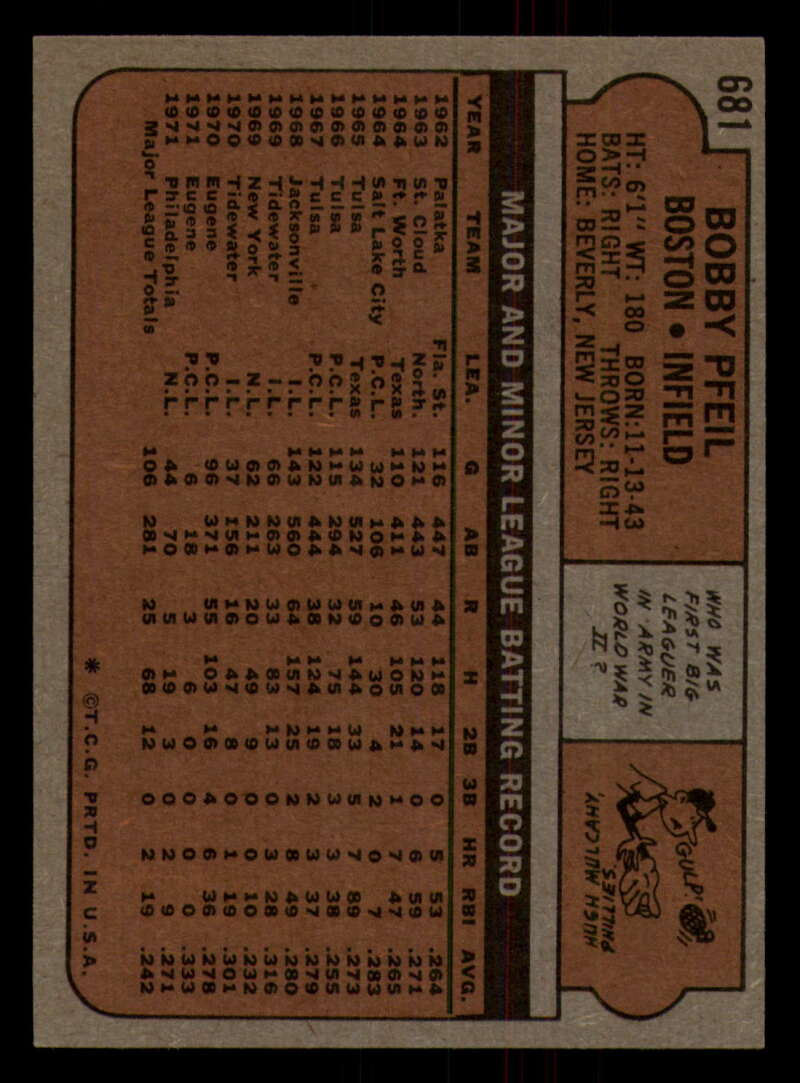 681
BOBBY PFEIL
BOSTON • INFIELD
HT: 6'1" WT: 180 BORN: 11-13-43
BATS: RIGHT THROWS: RIGHT
HOME: BEVERLY, NEW JERSEY
WHO WAS
FIRST BIG
LEAGUER
IN ARMY IN
WORLD WAR
II?
GULP!
HUGH MULCAHY,
PHILLIES
MAJOR AND MINOR LEAGUE BATTING RECORD
YEAR TEAM LEA. G AB R H 2B 3B HR RBI AVG.
1962 Palatka Fla. St. 116 447 44 118 17 0 5 53 .264
1963 St. Cloud North. 121 443 53 120 14 0 6 59 .271
1964 Ft. Worth Texas 110 411 46 105 21 1 7 47 .265
1964 Salt Lake City P.C.L. 32 106 10 30 4 2 0 7 .283
1965 Tulsa Texas 134 527 59 144 33 5 7 89 .273
1966 Tulsa P.C.L. 115 294 32 75 18 3 3 38 .255
1967 Tulsa P.C.L. 122 444 38 124 19 2 3 37 .279
1968 Jacksonville I.L. 143 560 64 157 25 2 8 49 .280
1969 Tidewater I.L. 66 263 33 83 13 0 3 28 .316
1969 New York N.L. 62 211 20 49 9 0 0 10 .232
1970 Tidewater I.L. 37 156 16 47 8 0 1 19 .301
1970 Eugene P.C.L. 96 371 55 103 16 4 6 36 .278
1971 Eugene P.C.L. 6 18 3 6 0 0 0 0 .333
1971 Philadelphia N.L. 44 70 5 19 3 0 2 9 .271
Major League Totals 106 281 25 68 12 0 2 19 .242
* ©T.C.G. PRTD. IN U.S.A.